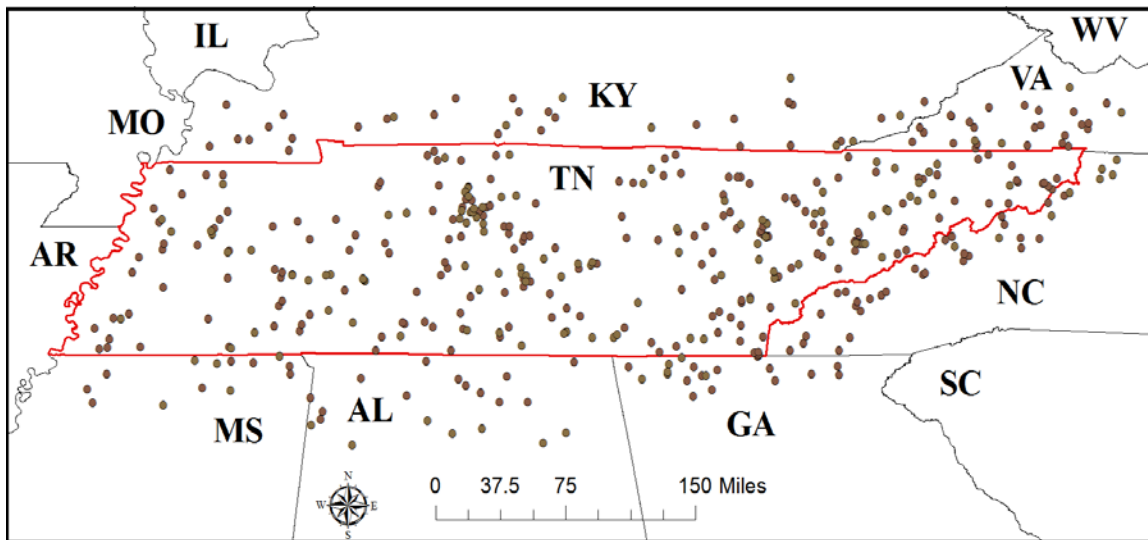 IL
WV
VA
KY
MO
TN
AR
NC
SC
AL
GA
MS
N
W E
S
0 37.5 75 150 Miles